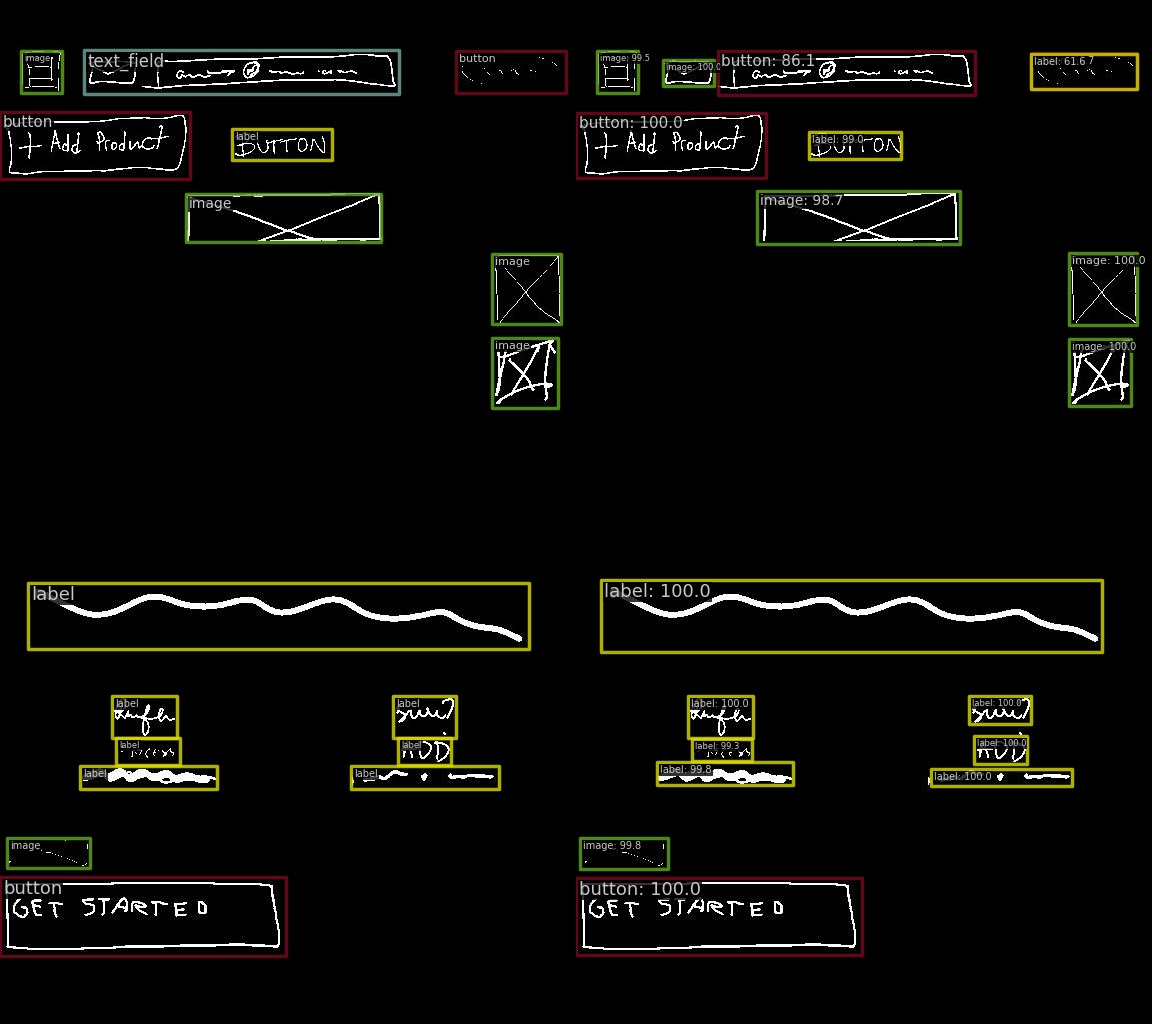 image text_field button image: 99.5 image: 100.0 button: 86.1 label: 61.6 7
button button: 100.0
+ Add Product label BUTTON + Add Product label: 99.0 BUTTON
image image: 98.7
image image: 100.0
image image: 100.0
label label: 100.0
label label label: 100.0 label: 100.0
label label label: 99.3 label: 100.0
label label label: 99.8 label: 100.0
image image: 99.8
button button: 100.0
GET STARTED GET STARTED